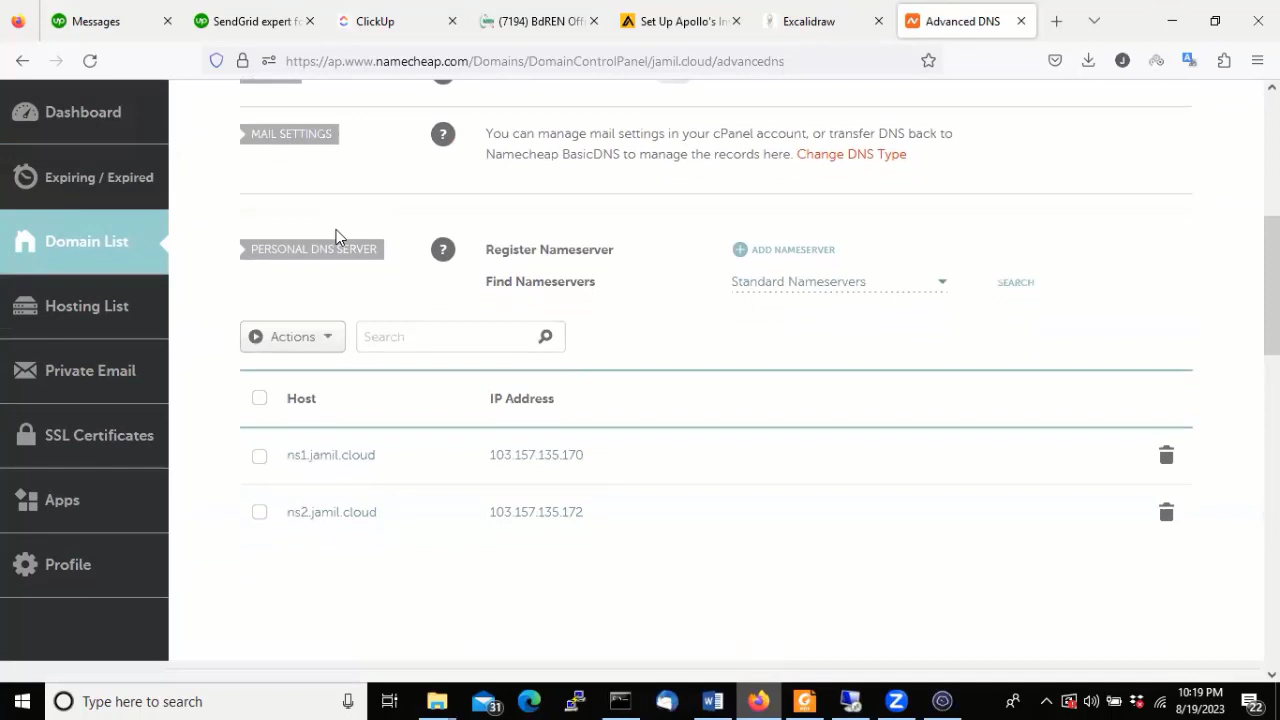 Messages
SendGrid expert fo
ClickUp
(7194) BdREN Offi
Set Up Apollo's In
Excalidraw
Advanced DNS
https://ap.www.namecheap.com/Domains/DomainControlPanel/jamil.cloud/advancedns
Dashboard
Expiring / Expired
Domain List
Hosting List
Private Email
SSL Certificates
Apps
Profile
MAIL SETTINGS
?
You can manage mail settings in your cPanel account, or transfer DNS back to
Namecheap BasicDNS to manage the records here. Change DNS Type
PERSONAL DNS SERVER
?
Register Nameserver
ADD NAMESERVER
Find Nameservers
Standard Nameservers
SEARCH
Actions
Search
Host
IP Address
ns1.jamil.cloud
103.157.135.170
ns2.jamil.cloud
103.157.135.172
Type here to search
31
10:19 PM
8/19/2023
22